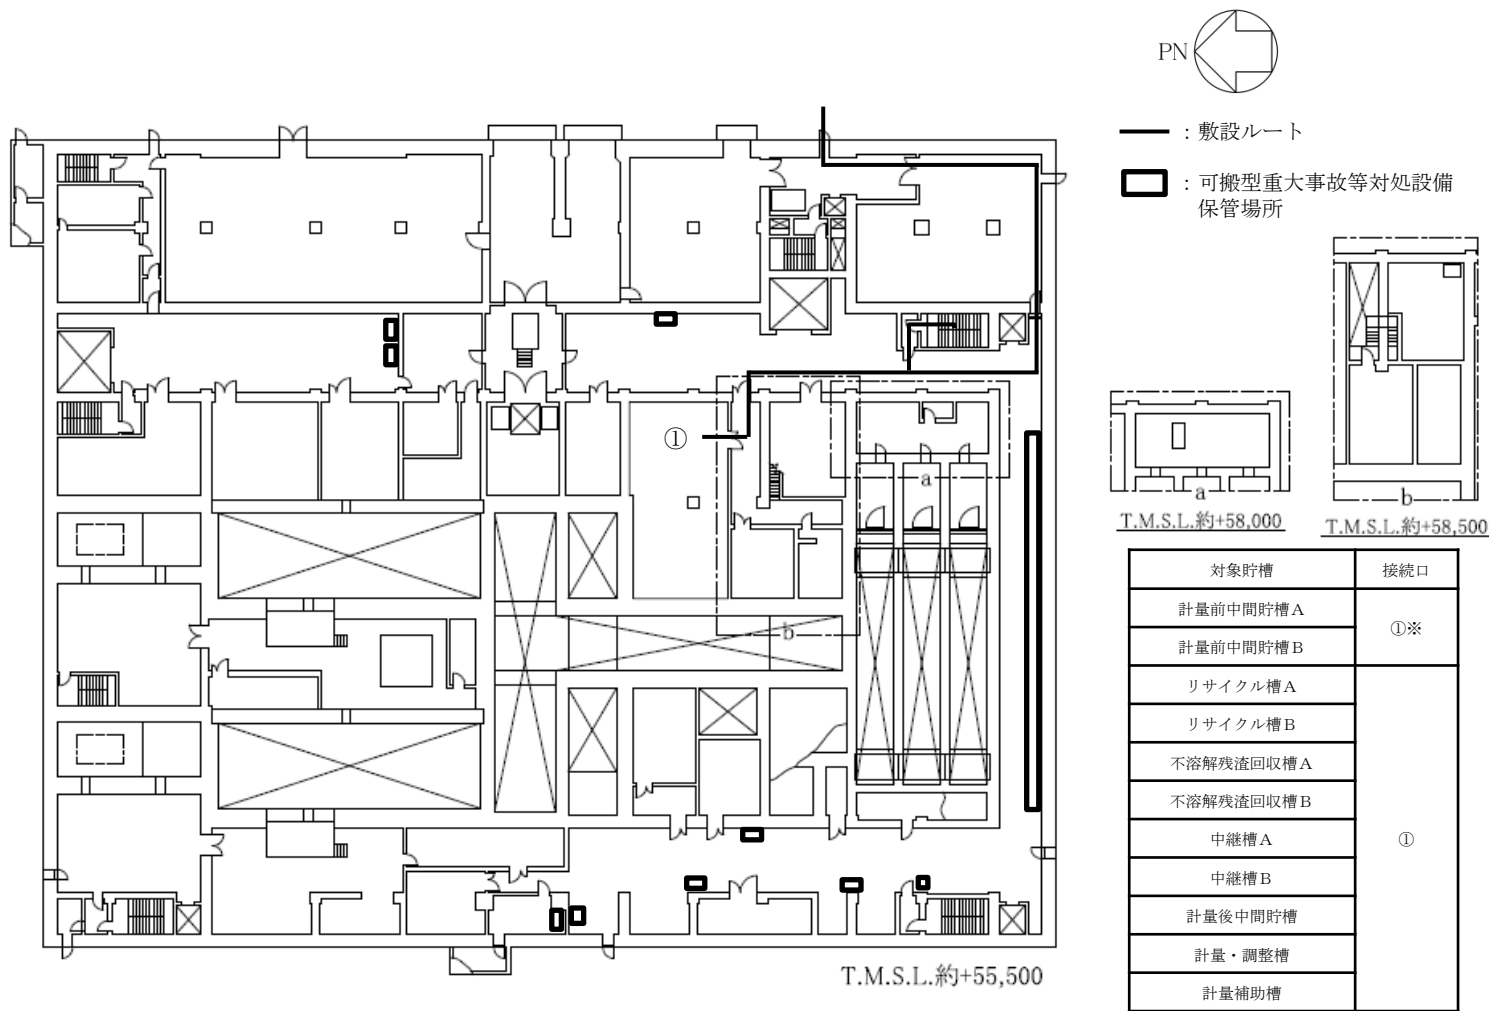 PN
：敷設ルート
：可搬型重大事故等対処設備
保管場所
①
a
b
a
T.M.S.L.約+58,000
b
T.M.S.L.約+58,500
対象貯槽 接続口
計量前中間貯槽A ①※
計量前中間貯槽B
リサイクル槽A ①
リサイクル槽B
不溶解残渣回収槽A
不溶解残渣回収槽B
中継槽A
中継槽B
計量後中間貯槽
計量・調整槽
計量補助槽
T.M.S.L.約+55,500